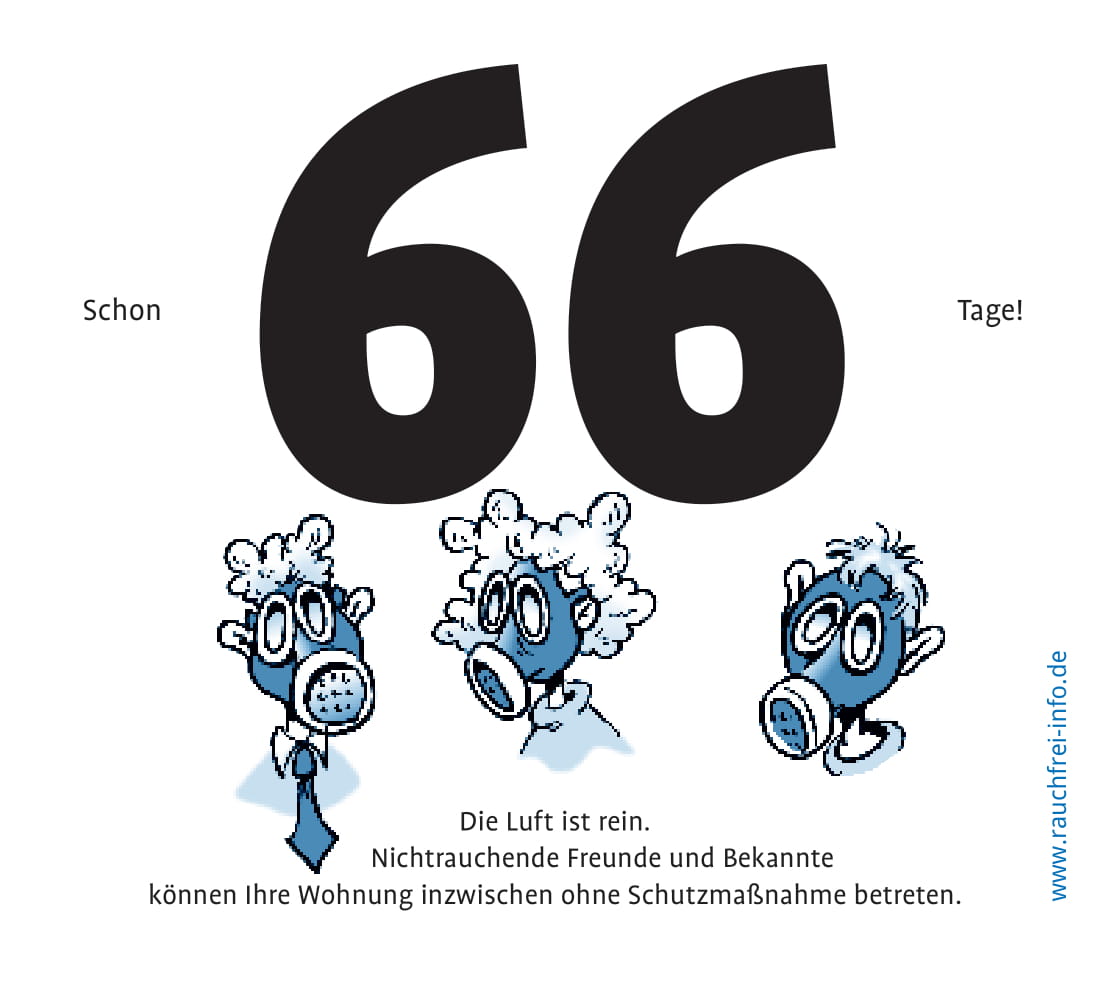 Schon
66
Tage!
Die Luft ist rein.
Nichtrauchende Freunde und Bekannte
können Ihre Wohnung inzwischen ohne Schutzmaßnahme betreten.
www.rauchfrei-info.de